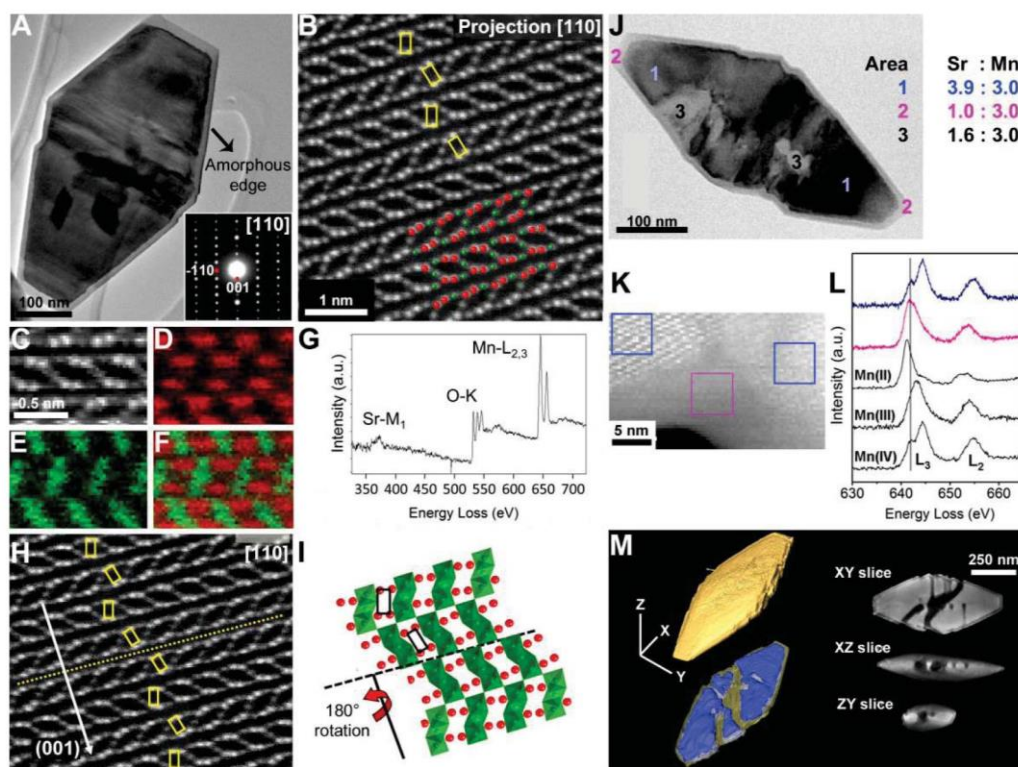 A
Amorphous
edge
[110]
-110
001
100 nm
B
Projection [110]
1 nm
J
Area Sr : Mn
1 3.9 : 3.0
2 1.0 : 3.0
3 1.6 : 3.0
2
1
3
3
1
2
100 nm
C
-0.5 nm
D
E
F
G
Mn-L2,3
O-K
Sr-M1
Intensity (a.u.)
350 400 450 500 550 600 650 700
Energy Loss (eV)
K
5 nm
L
Intensity (a.u.)
Mn(II)
Mn(III)
Mn(IV)
L3 L2
630 640 650 660
Energy Loss (eV)
H
[110]
(001)
I
180°
rotation
M
Z
X
Y
XY slice
250 nm
XZ slice
ZY slice